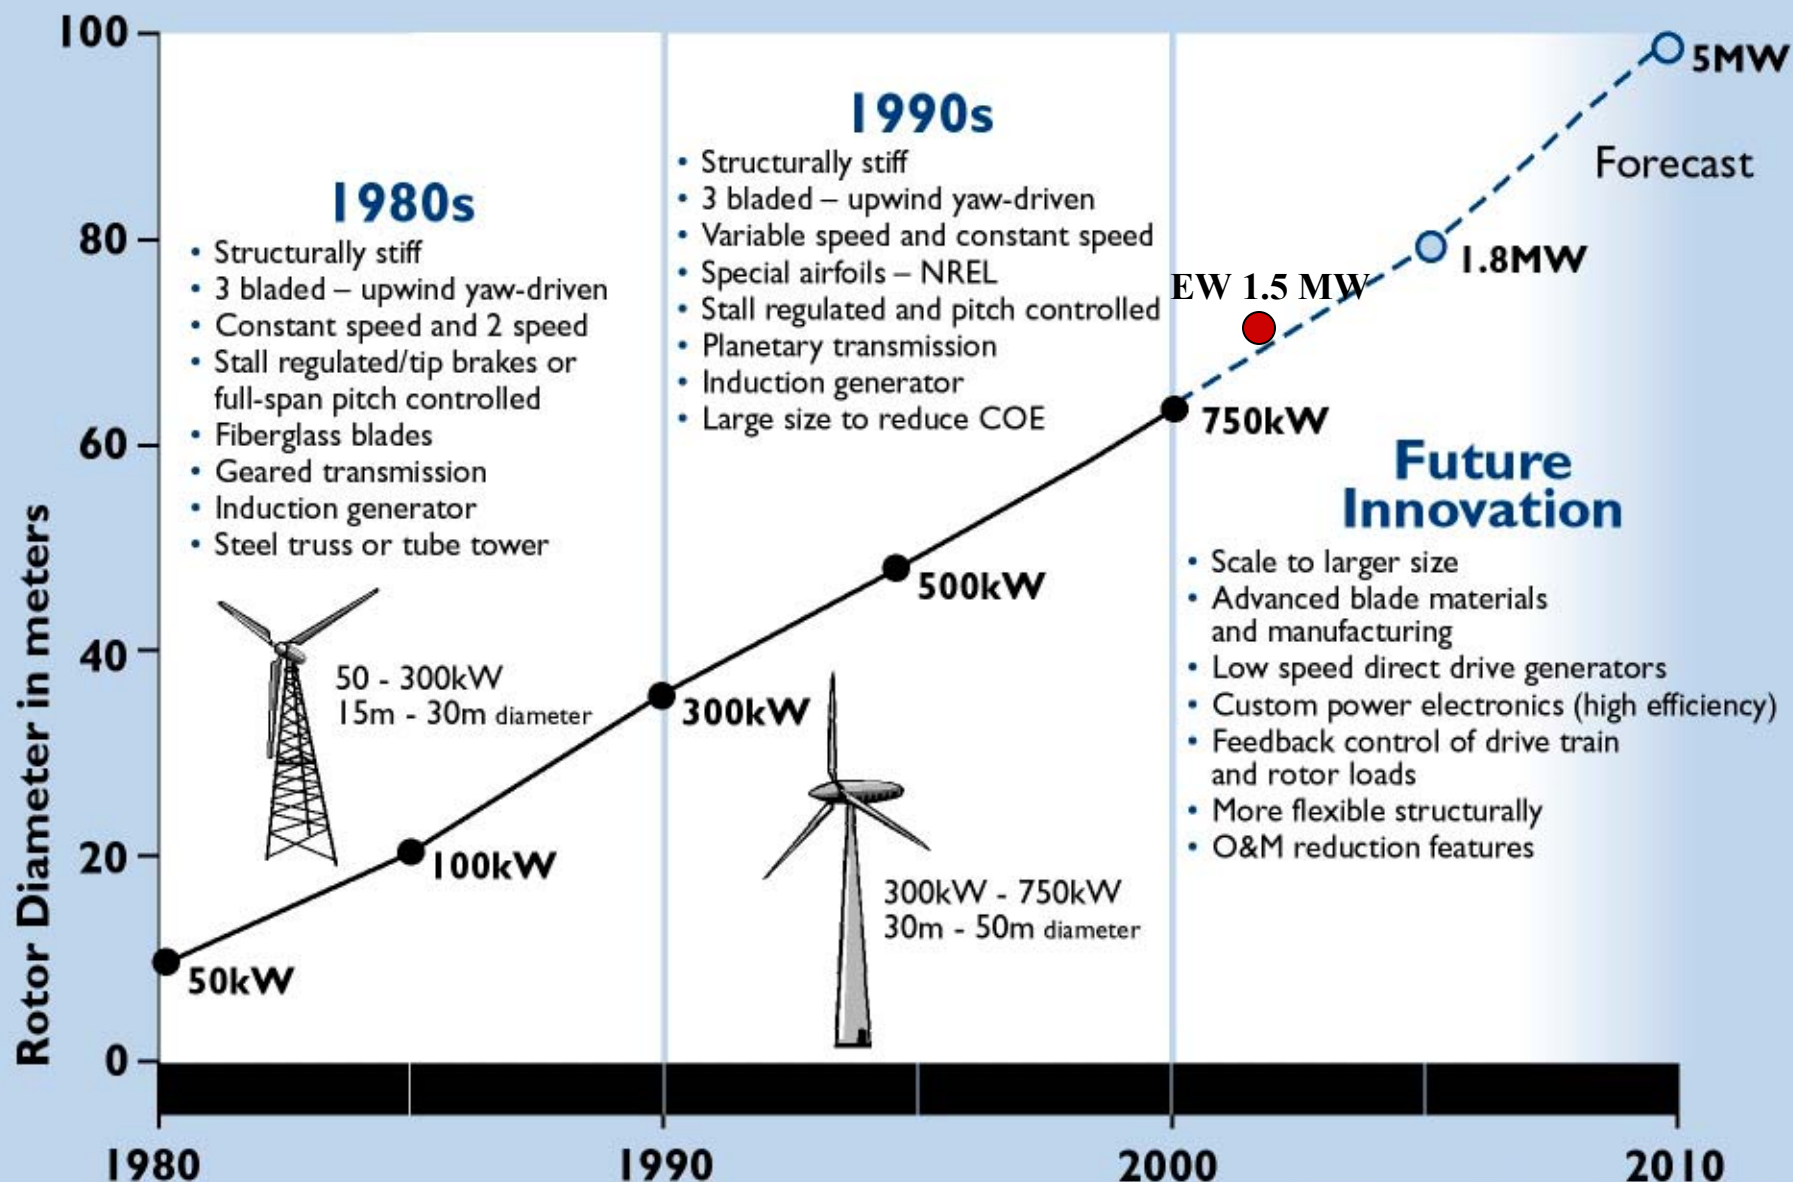 Rotor Diameter in meters
100
80
60
40
20
0
1980s
• Structurally stiff
• 3 bladed – upwind yaw-driven
• Constant speed and 2 speed
• Stall regulated/tip brakes or
full-span pitch controlled
• Fiberglass blades
• Geared transmission
• Induction generator
• Steel truss or tube tower
50 - 300kW
15m - 30m diameter
50kW
100kW
1990s
• Structurally stiff
• 3 bladed – upwind yaw-driven
• Variable speed and constant speed
• Special airfoils – NREL
• Stall regulated and pitch controlled
• Planetary transmission
• Induction generator
• Large size to reduce COE
300kW
500kW
300kW - 750kW
30m - 50m diameter
5MW
Forecast
1.8MW
EW 1.5 MW
750kW
Future
Innovation
• Scale to larger size
• Advanced blade materials
and manufacturing
• Low speed direct drive generators
• Custom power electronics (high efficiency)
• Feedback control of drive train
and rotor loads
• More flexible structurally
• O&M reduction features
1980
1990
2000
2010